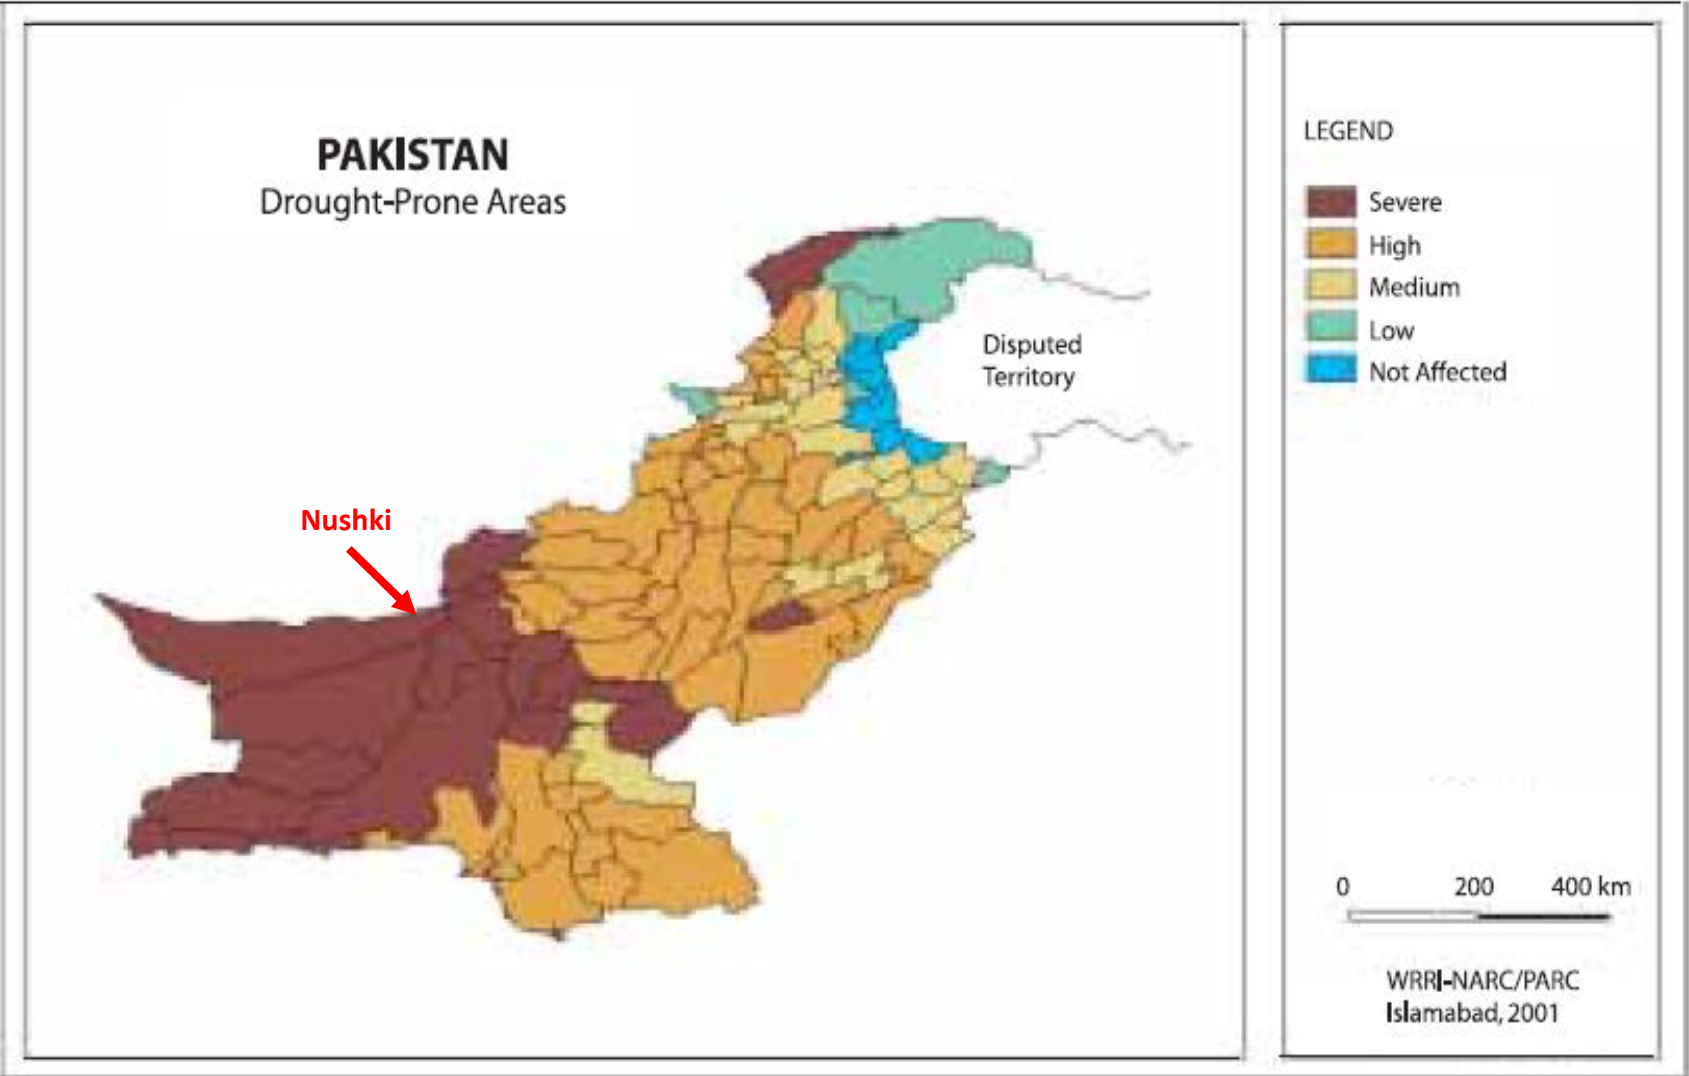 PAKISTAN
Drought-Prone Areas
Disputed
Territory
Nushki
LEGEND
Severe
High
Medium
Low
Not Affected
0 200 400 km
WRRI-NARC/PARC
Islamabad, 2001